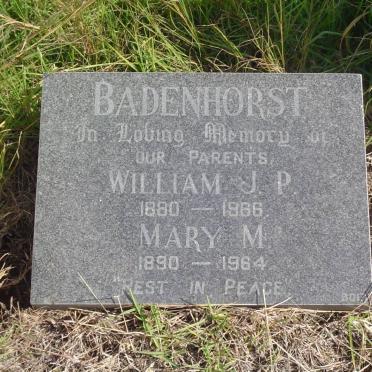 BADENHORST
In Loving Memory of
OUR PARENTS
WILLIAM J. P.
1880 — 1966
MARY M.
1890 — 1964
"REST IN PEACE"